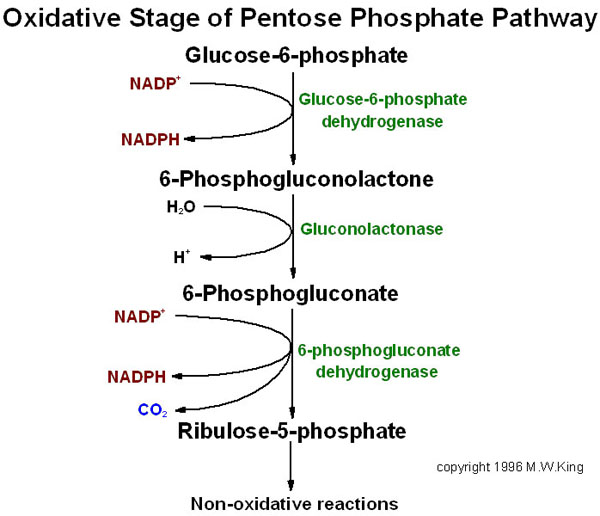 Oxidative Stage of Pentose Phosphate Pathway
Glucose-6-phosphate
NADP⁺
Glucose-6-phosphate
dehydrogenase
NADPH
6-Phosphogluconolactone
H₂O
Gluconolactonase
H⁺
6-Phosphogluconate
NADP⁺
6-phosphogluconate
dehydrogenase
NADPH
CO₂
Ribulose-5-phosphate
copyright 1996 M.W.King
Non-oxidative reactions